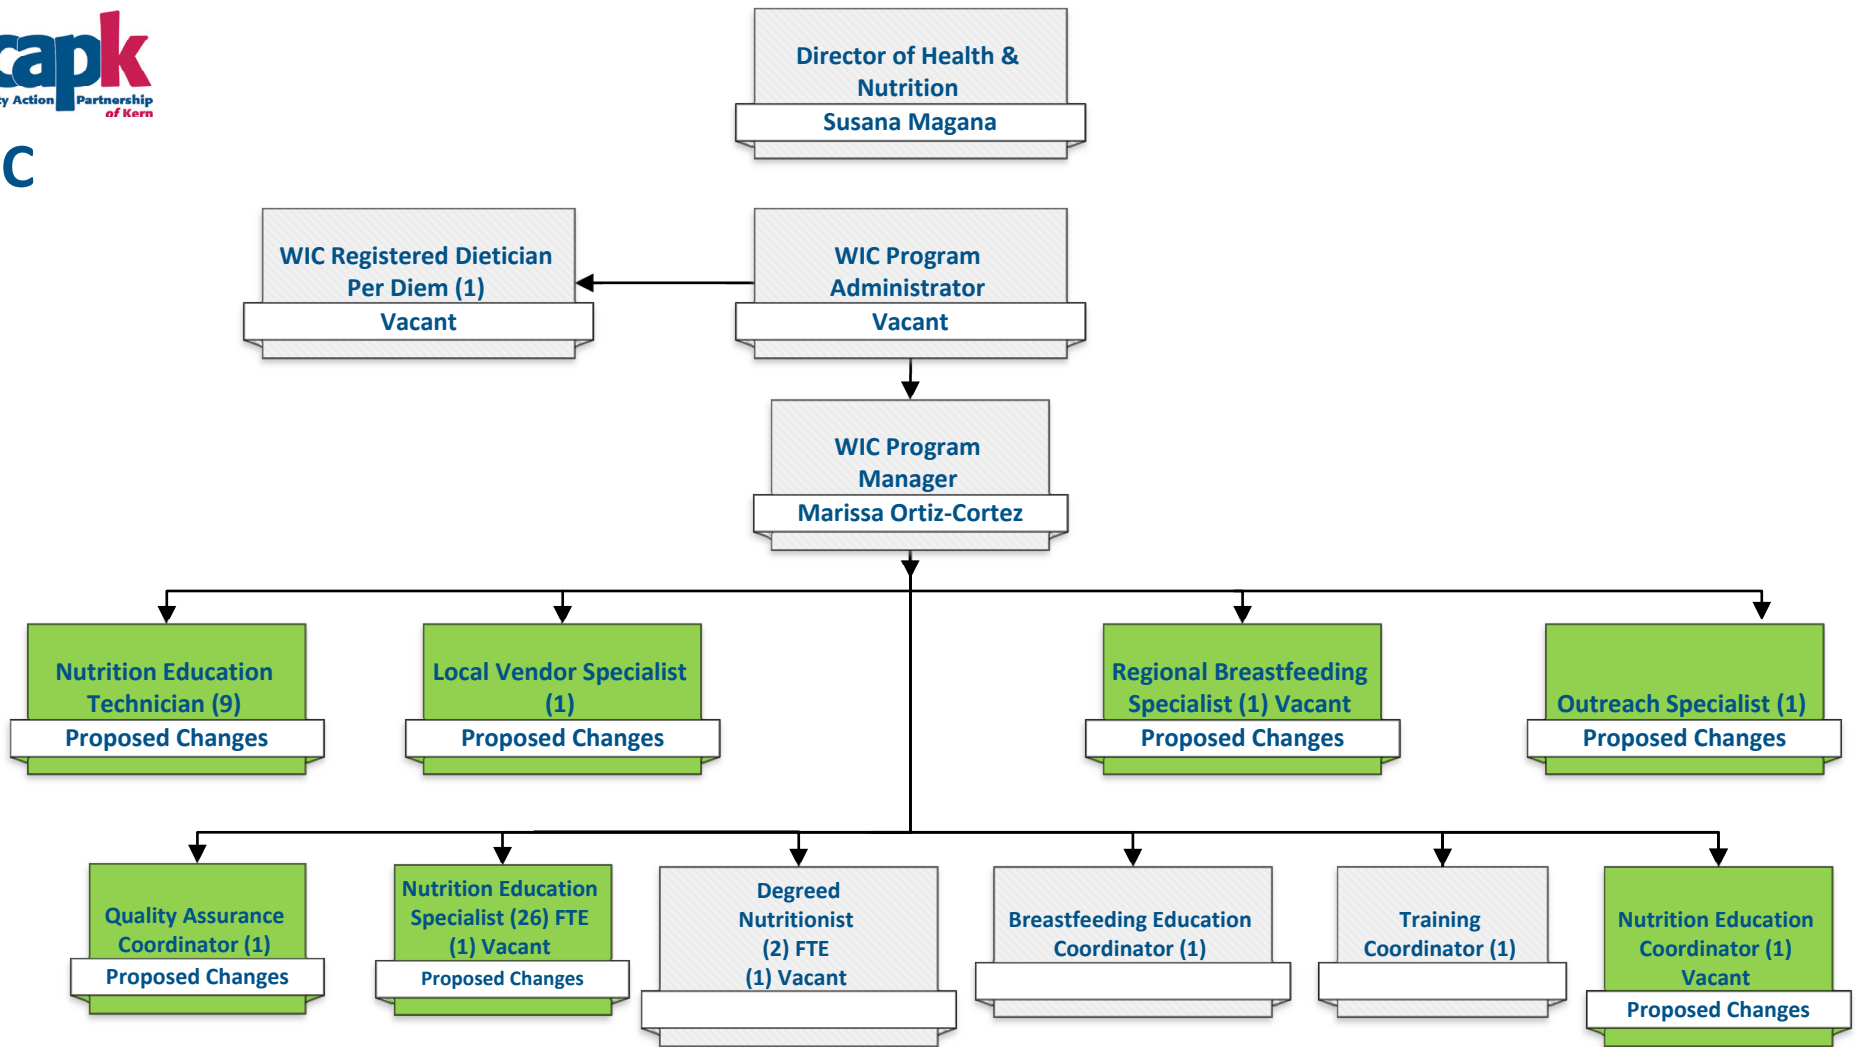 capk
ty Action Partnership
of Kern
C
Director of Health &
Nutrition
Susana Magana
WIC Registered Dietician
Per Diem (1)
Vacant
WIC Program
Administrator
Vacant
WIC Program
Manager
Marissa Ortiz-Cortez
Nutrition Education
Technician (9)
Proposed Changes
Local Vendor Specialist
(1)
Proposed Changes
Regional Breastfeeding
Specialist (1) Vacant
Proposed Changes
Outreach Specialist (1)
Proposed Changes
Quality Assurance
Coordinator (1)
Proposed Changes
Nutrition Education
Specialist (26) FTE
(1) Vacant
Proposed Changes
Degreed
Nutritionist
(2) FTE
(1) Vacant
Breastfeeding Education
Coordinator (1)
Training
Coordinator (1)
Nutrition Education
Coordinator (1)
Vacant
Proposed Changes